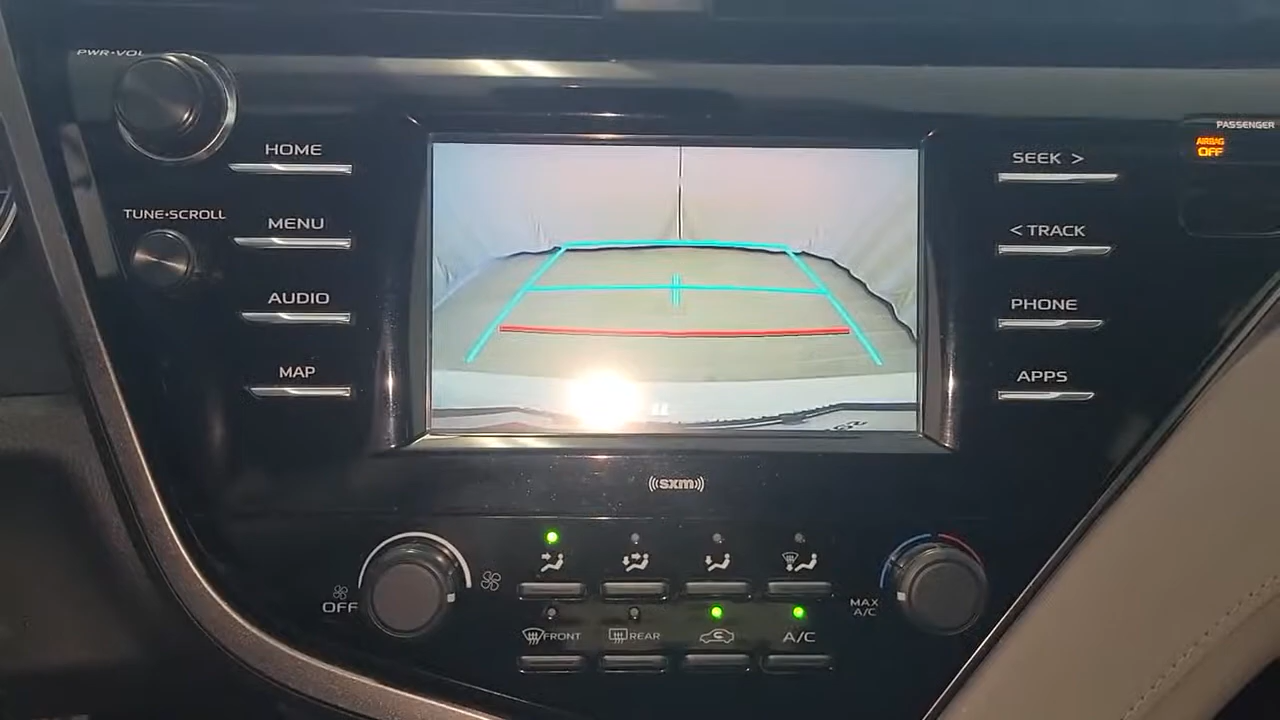 PWR•VOL
PASSENGER
AIRBAG
OFF
HOME
SEEK >
TUNE•SCROLL
MENU
< TRACK
AUDIO
PHONE
MAP
APPS
((sxm))
OFF
MAX
A/C
FRONT
REAR
A/C